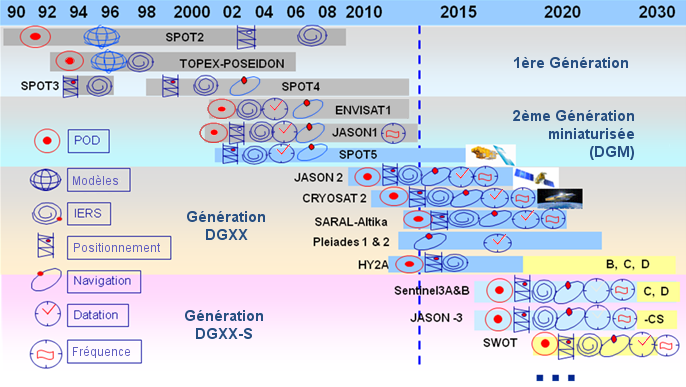 90 92 94 96 98 2000 02 04 06 08 2010 2012 2015 2020 2030
SPOT2
TOPEX-POSEIDON
1ère Génération
SPOT3
SPOT4
ENVISAT1
2ème Génération
miniaturisée
(DGM)
JASON1
POD
SPOT5
JASON 2
Modèles
CRYOSAT 2
IERS
Génération
DGXX
SARAL-Altika
Positionnement
Pleiades 1 & 2
HY2A
B, C, D
Navigation
Sentinel3A&B
C, D
Datation
Génération
DGXX-S
JASON -3
-CS
Fréquence
SWOT